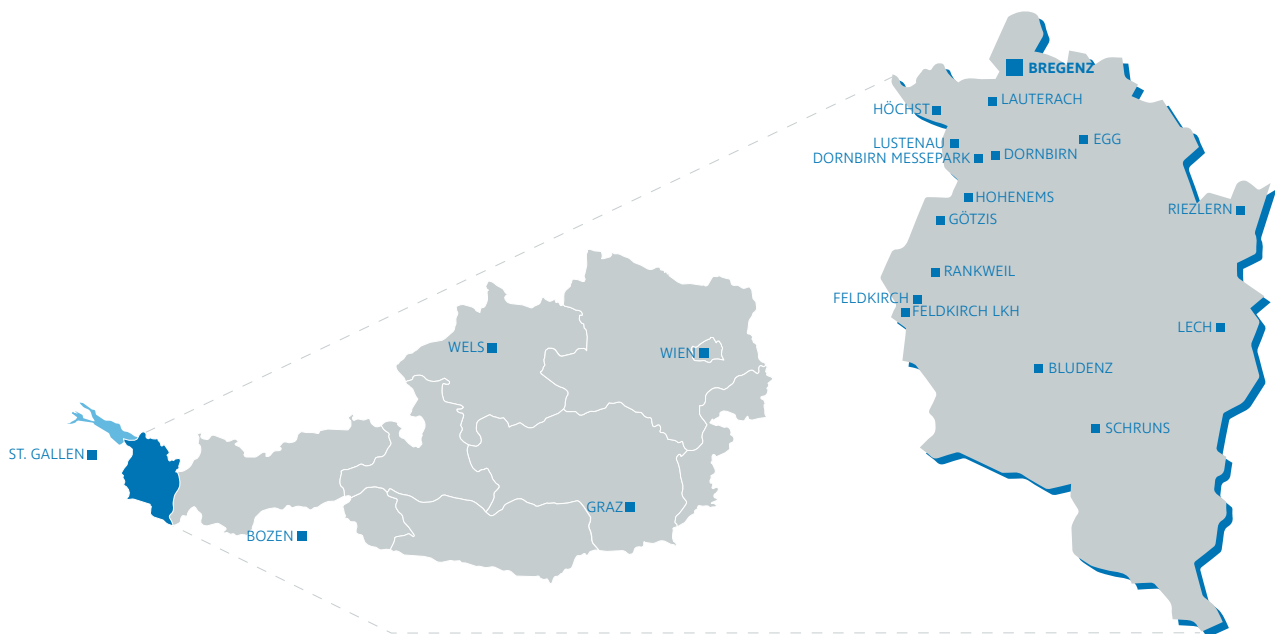 BREGENZ
LAUTERACH
HÖCHST
LUSTENAU
EGG
DORNBIRN MESSEPARK
DORNBIRN
HOHENEMS
RIEZLERN
GÖTZIS
RANKWEIL
FELDKIRCH
FELDKIRCH LKH
LECH
WELS
WIEN
BLUDENZ
SCHRUNS
ST. GALLEN
GRAZ
BOZEN